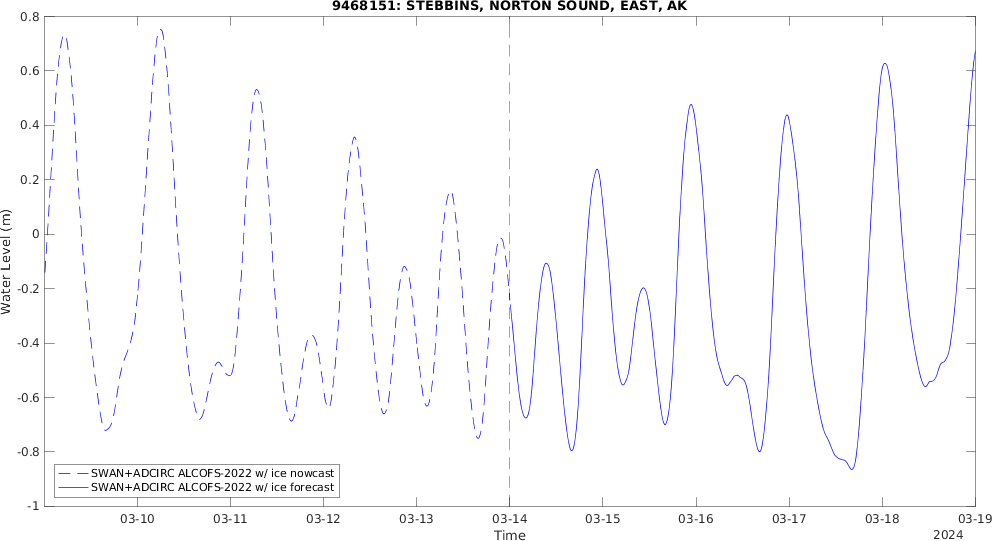 9468151: STEBBINS, NORTON SOUND, EAST, AK
0.8
0.6
0.4
0.2
0
-0.2
-0.4
-0.6
-0.8
-1
Water Level (m)
SWAN+ADCIRC ALCOFS-2022 w/ ice nowcast
SWAN+ADCIRC ALCOFS-2022 w/ ice forecast
03-10 03-11 03-12 03-13 03-14 03-15 03-16 03-17 03-18 03-19
Time
2024